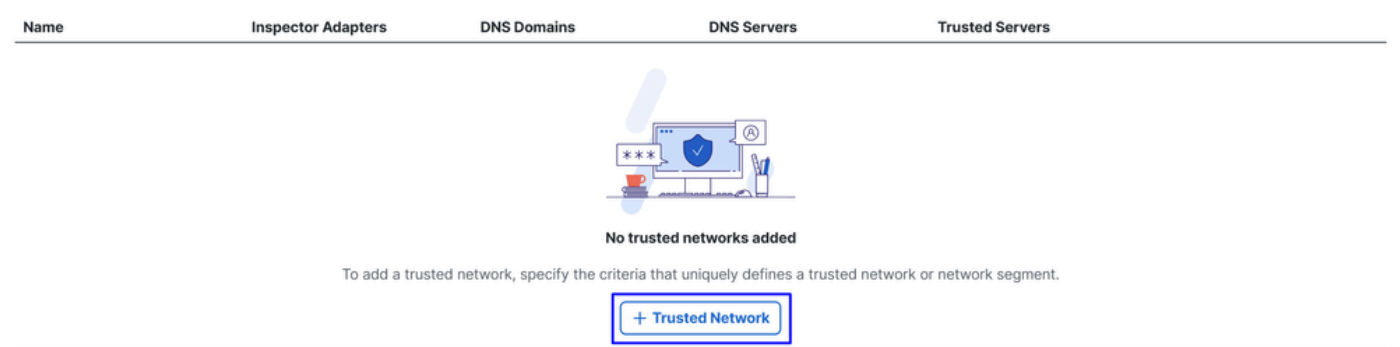 Name Inspector Adapters DNS Domains DNS Servers Trusted Servers
***
No trusted networks added
To add a trusted network, specify the criteria that uniquely defines a trusted network or network segment.
+ Trusted Network